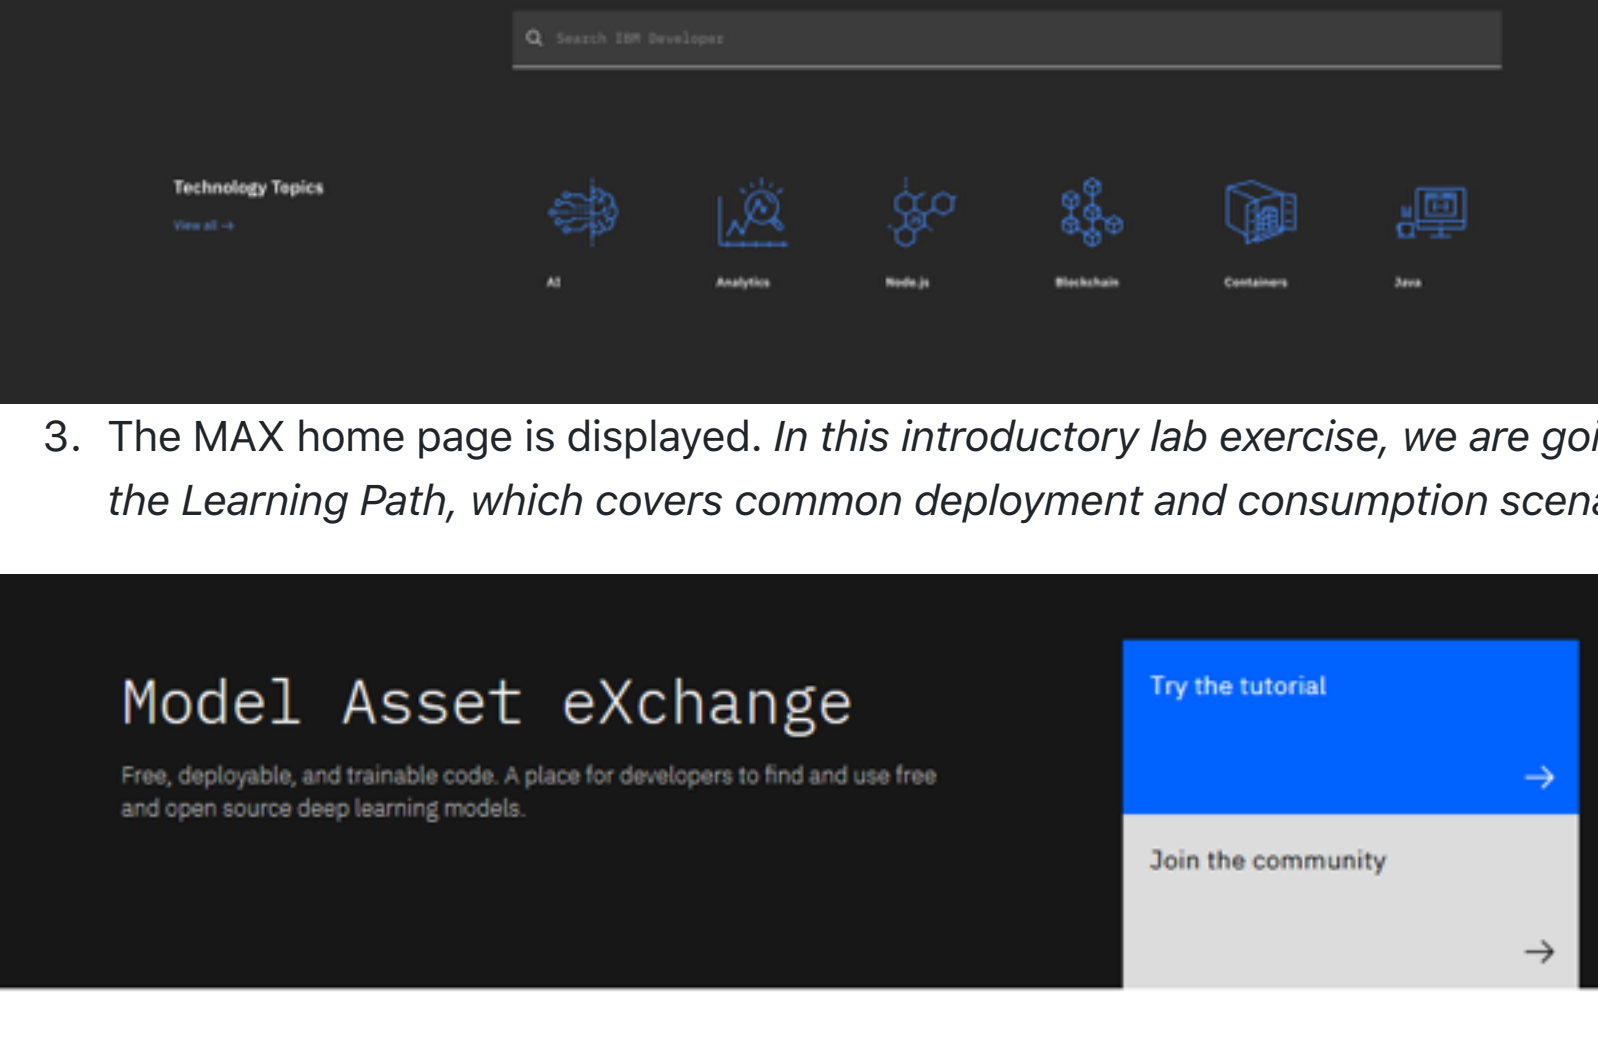 Search IBM Developer
Technology Topics
View all →
AI
Analytics
Node.js
Blockchain
Containers
Java
3. The MAX home page is displayed. In this introductory lab exercise, we are goi
the Learning Path, which covers common deployment and consumption scena
Model Asset eXchange
Free, deployable, and trainable code. A place for developers to find and use free
and open source deep learning models.
Try the tutorial
→
Join the community
→